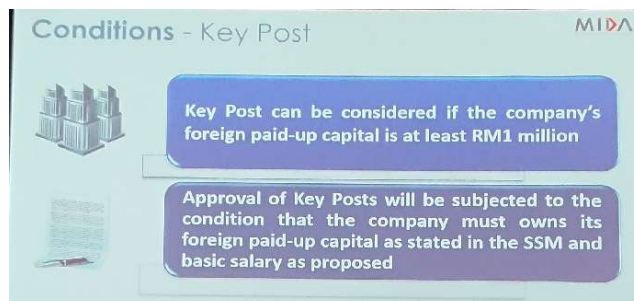 Conditions - Key Post
MIDA
Key Post can be considered if the company's
foreign paid-up capital is at least RM1 million
Approval of Key Posts will be subjected to the
condition that the company must owns its
foreign paid-up capital as stated in the SSM and
basic salary as proposed